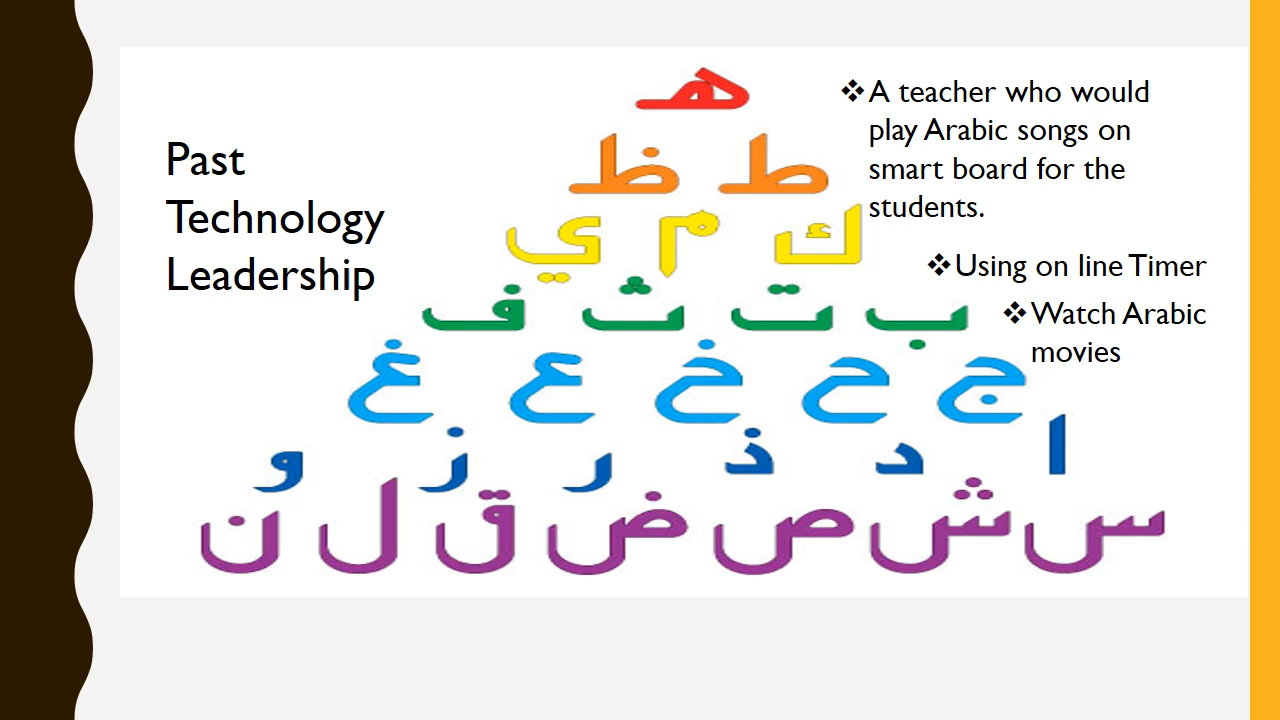 Past
Technology
Leadership
❖A teacher who would
play Arabic songs on
smart board for the
students.
❖Using on line Timer
❖Watch Arabic
movies
ه
ط ظ
ك م ي
ب ت ث ف
ج ح خ ع غ
ا د ذ ر ز و
س ش ص ض ق ل ن